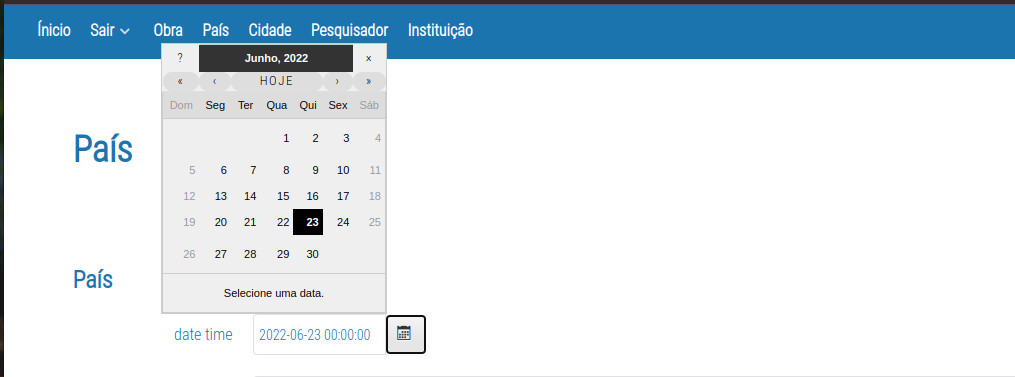 Ínicio Sair Obra País Cidade Pesquisador Instituição
? Junho, 2022 x
« ‹ HOJE › »
Dom Seg Ter Qua Qui Sex Sáb
1 2 3 4
5 6 7 8 9 10 11
12 13 14 15 16 17 18
19 20 21 22 23 24 25
26 27 28 29 30
Selecione uma data.
País
País
date time 2022-06-23 00:00:00